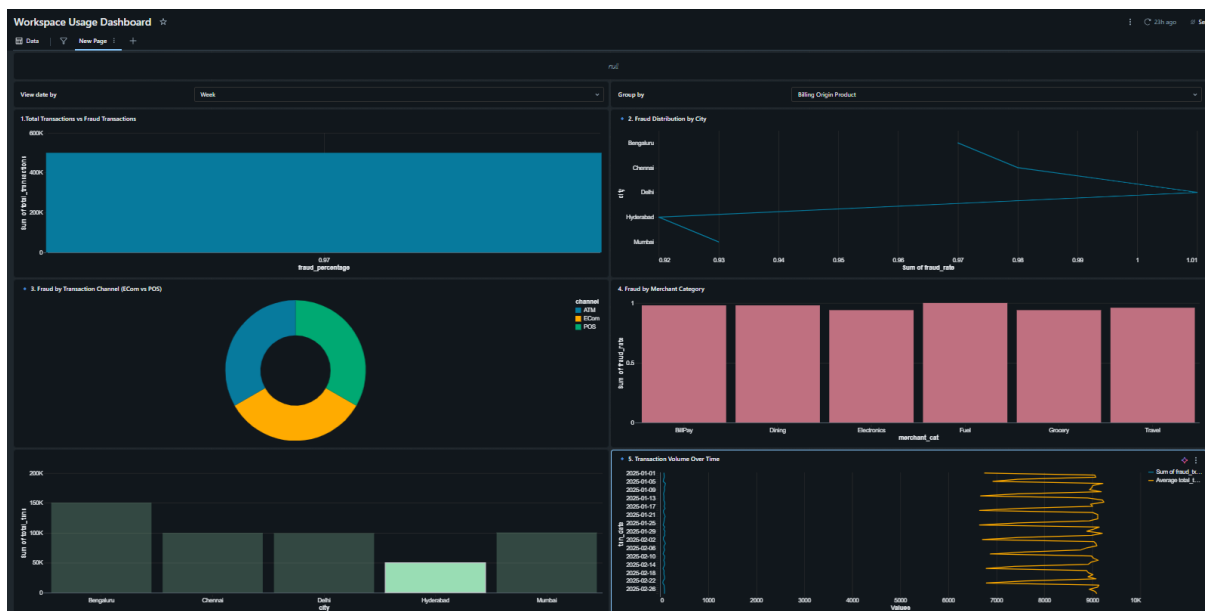 Workspace Usage Dashboard
23h ago
Data
New Page
null
View date by
Week
Group by
Billing Origin Product
1.Total Transactions vs Fraud Transactions
600K
400K
200K
0
Sum of total_transactions
0.97
fraud_percentage
2. Fraud Distribution by City
Bengaluru
Chennai
Delhi
Hyderabad
Mumbai
city
0.92 0.93 0.94 0.95 0.96 0.97 0.98 0.99 1 1.01
Sum of fraud_rate
3. Fraud by Transaction Channel (ECom vs POS)
channel
ATM
ECom
POS
4. Fraud by Merchant Category
1
0.5
0
Sum of fraud_rate
BillPay Dining Electronics Fuel Grocery Travel
merchant_cat
200K
150K
100K
50K
0
Bengaluru Chennai Delhi Hyderabad Mumbai
city
5. Transaction Volume Over Time
Sum of fraud_tx...
Average total_t...
2025-01-01
2025-01-05
2025-01-09
2025-01-13
2025-01-17
2025-01-21
2025-01-25
2025-01-29
2025-02-02
2025-02-06
2025-02-10
2025-02-14
2025-02-18
2025-02-22
2025-02-26
0 1000 2000 3000 4000 5000 6000 7000 8000 9000 10K
Values